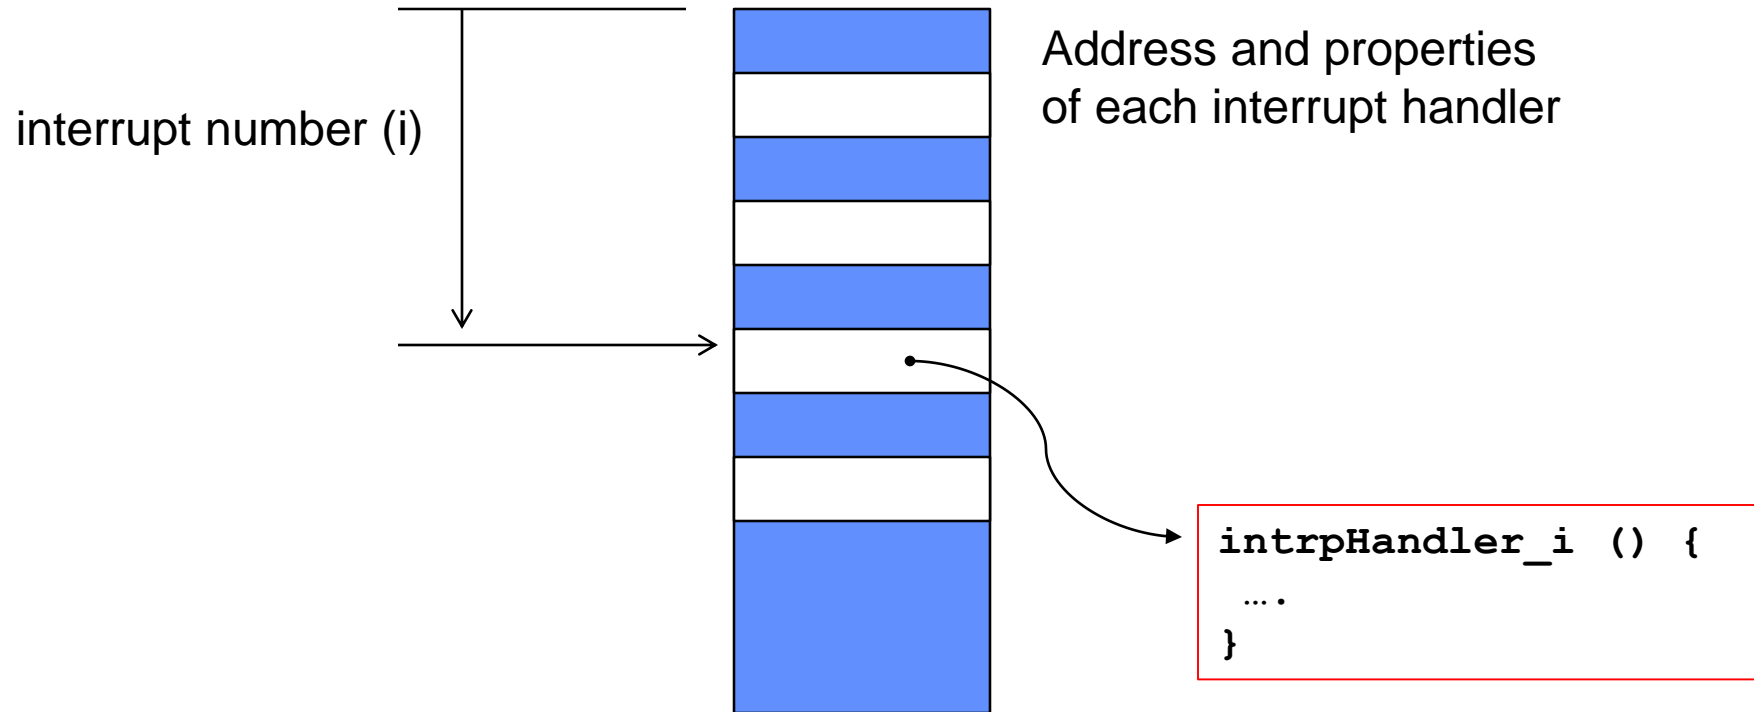 interrupt number (i)
Address and properties
of each interrupt handler
intrpHandler_i () {
….
}